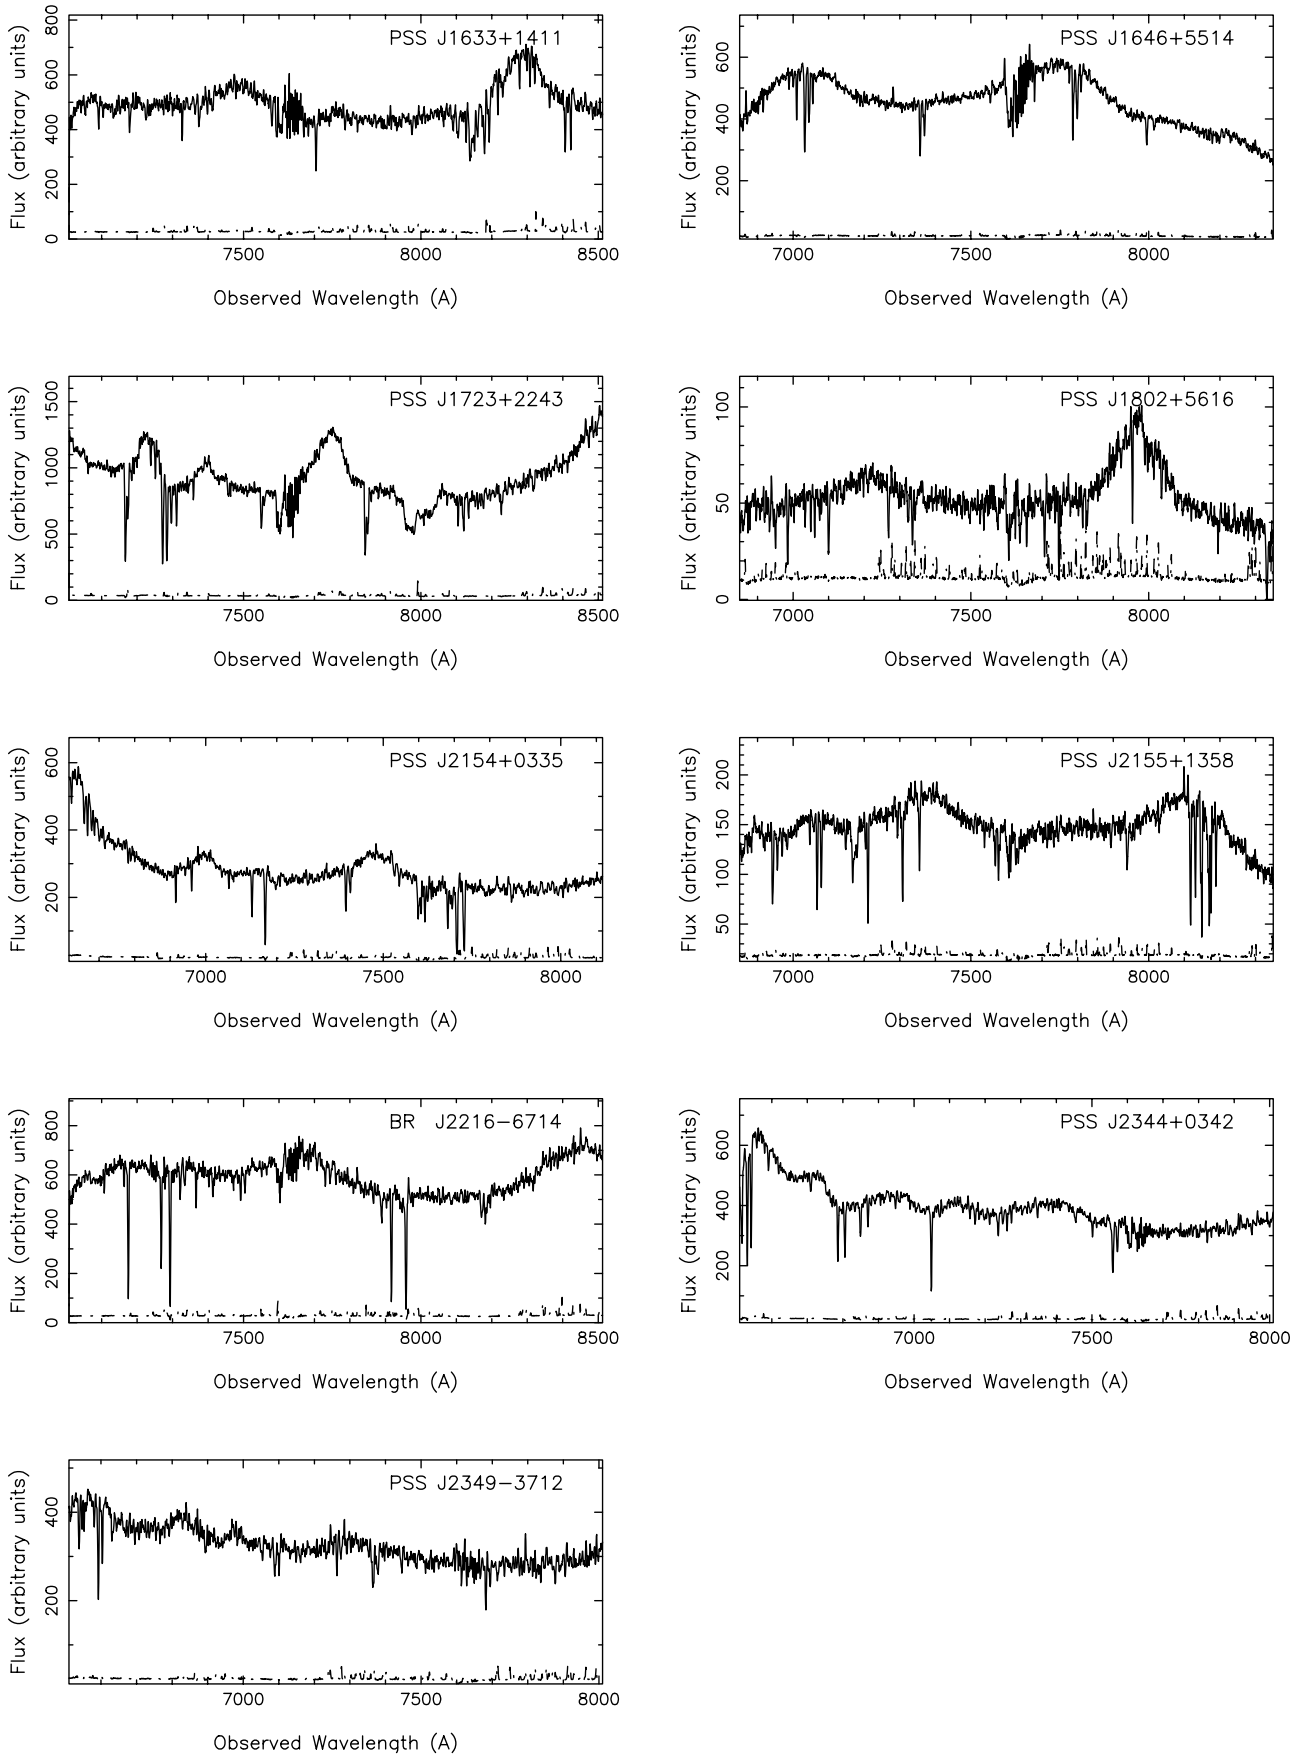 PSS J1633+1411
Flux (arbitrary units)
0 200 400 600 800
7500 8000 8500
Observed Wavelength (A)
PSS J1646+5514
Flux (arbitrary units)
200 400 600
7000 7500 8000
Observed Wavelength (A)
PSS J1723+2243
Flux (arbitrary units)
0 500 1000 1500
7500 8000 8500
Observed Wavelength (A)
PSS J1802+5616
Flux (arbitrary units)
0 50 100
7000 7500 8000
Observed Wavelength (A)
PSS J2154+0335
Flux (arbitrary units)
200 400 600
7000 7500 8000
Observed Wavelength (A)
PSS J2155+1358
Flux (arbitrary units)
50 100 150 200
7000 7500 8000
Observed Wavelength (A)
BR J2216−6714
Flux (arbitrary units)
0 200 400 600 800
7500 8000 8500
Observed Wavelength (A)
PSS J2344+0342
Flux (arbitrary units)
200 400 600
7000 7500 8000
Observed Wavelength (A)
PSS J2349−3712
Flux (arbitrary units)
200 400
7000 7500 8000
Observed Wavelength (A)